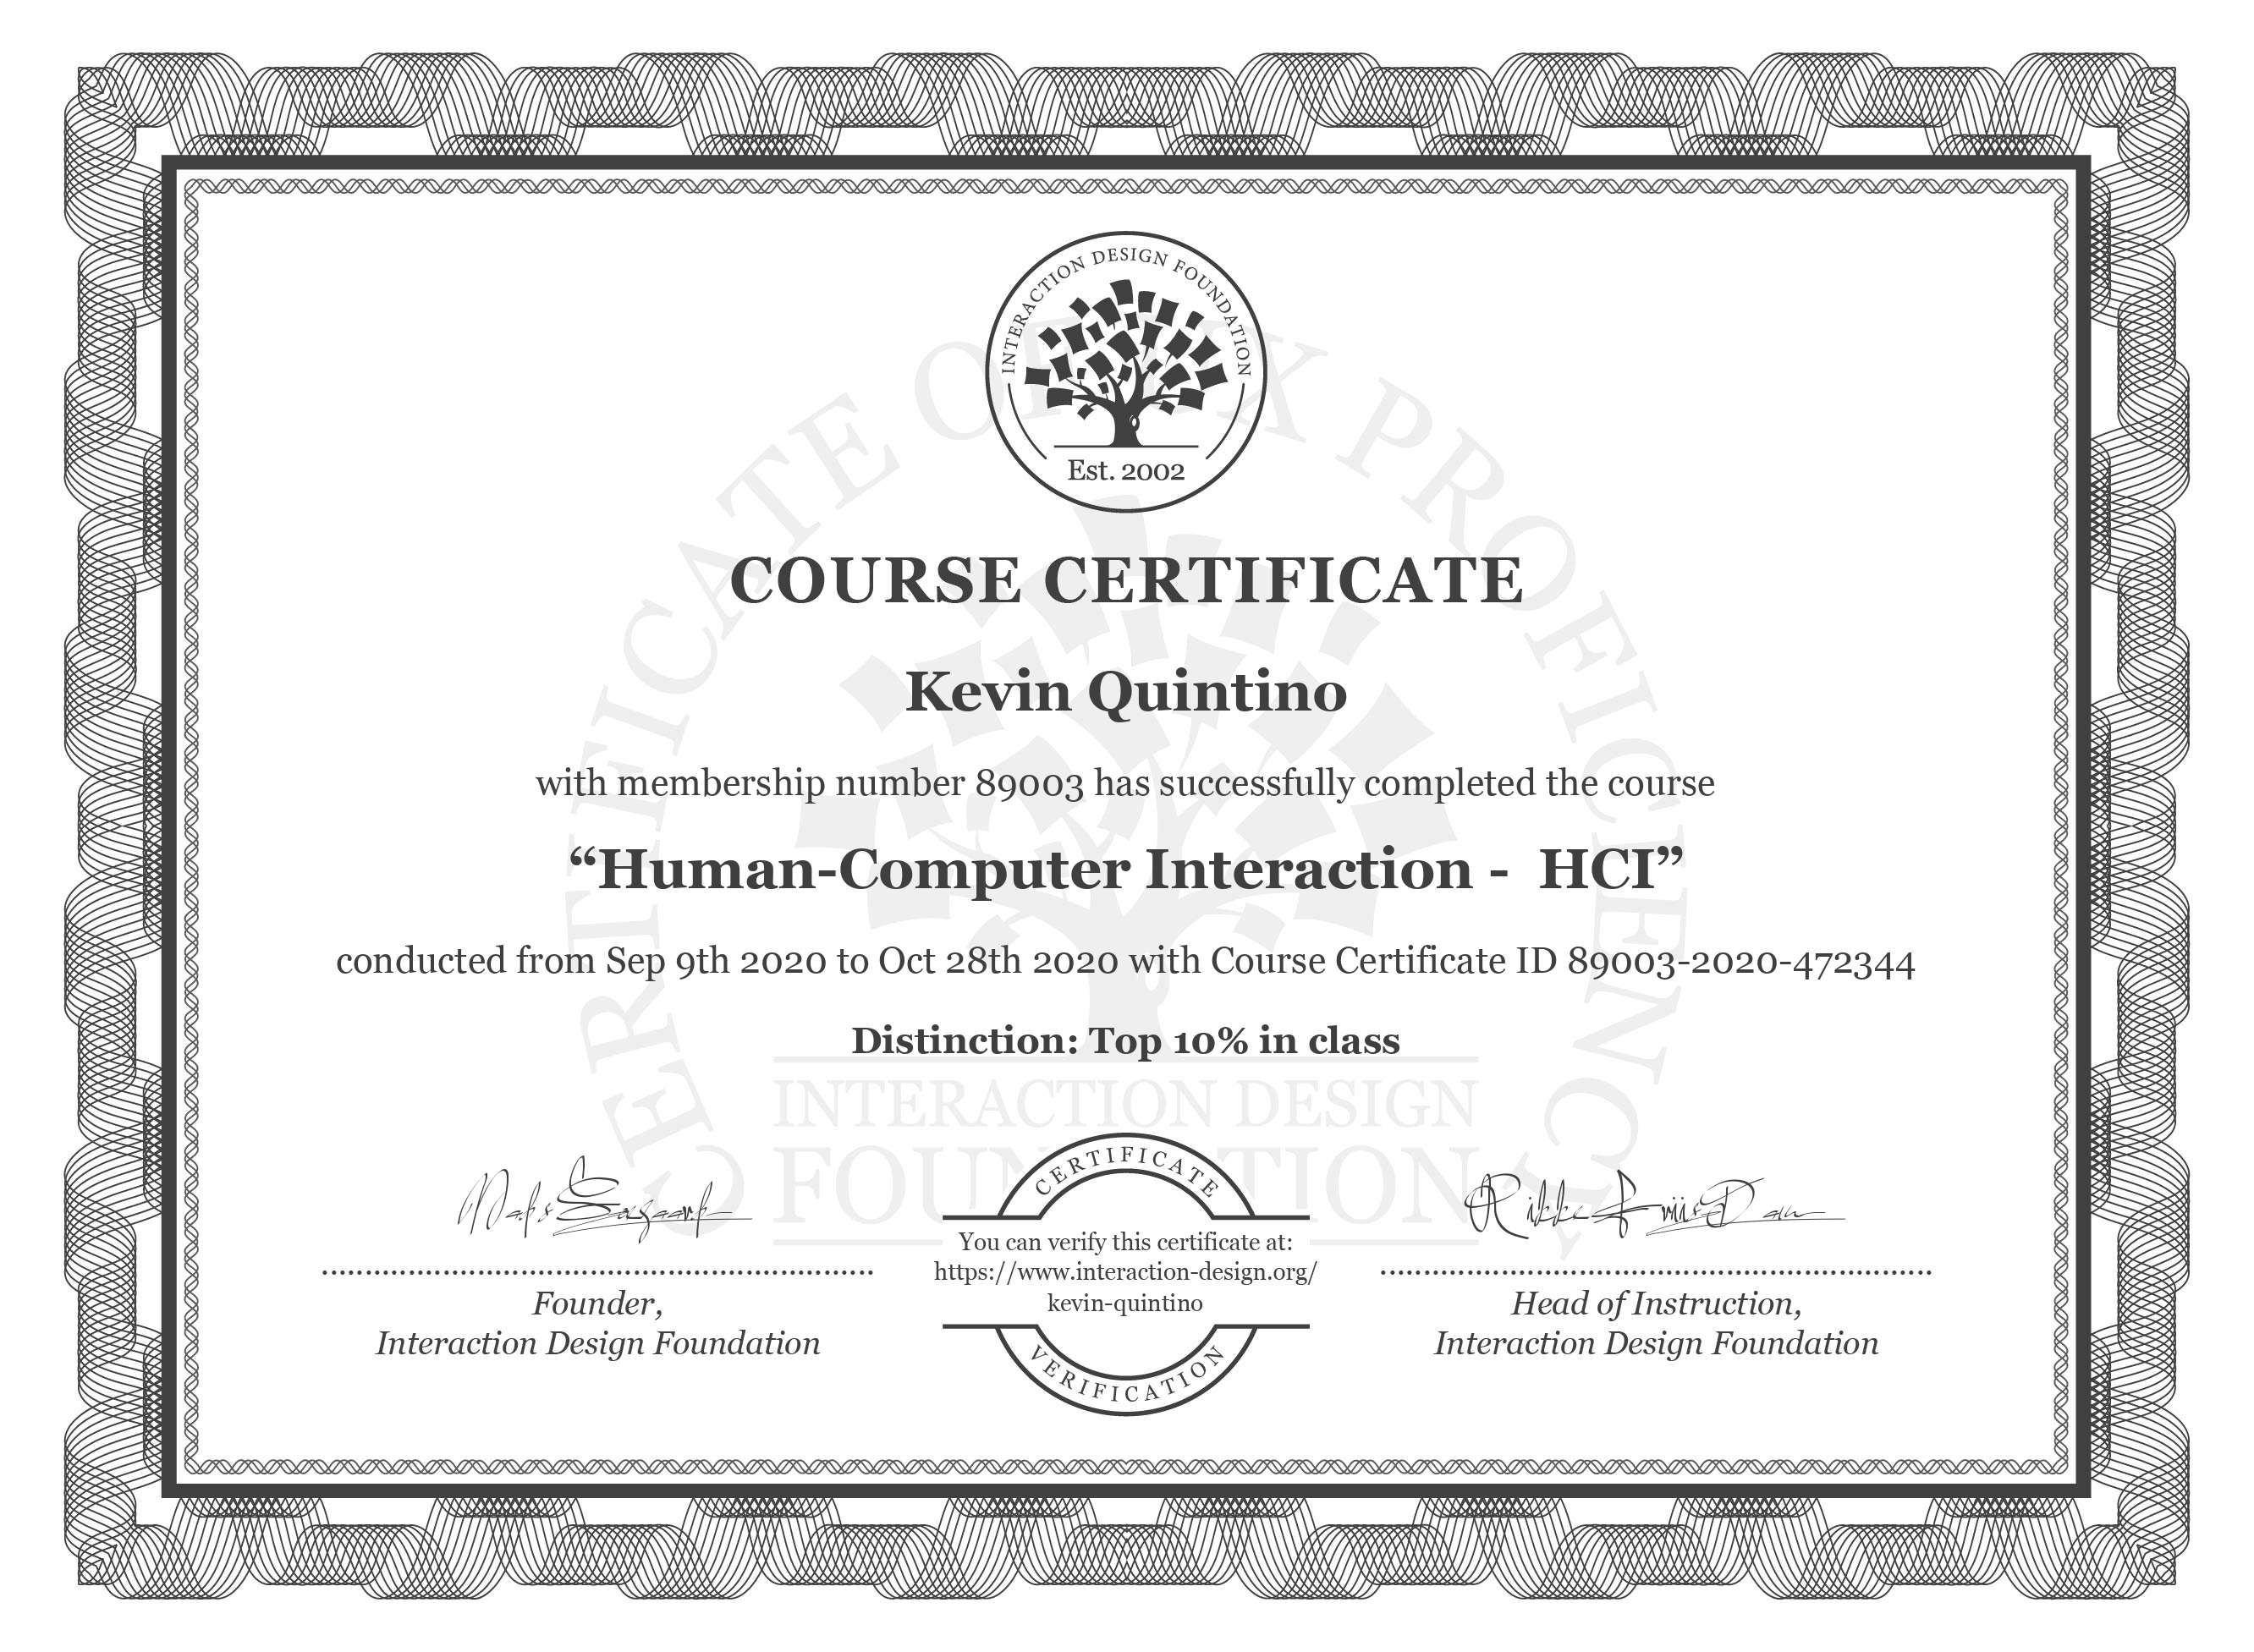 INTERACTION DESIGN FOUNDATION
Est. 2002
CERTIFICATE OF UX PROFICIENCY
COURSE CERTIFICATE
Kevin Quintino
with membership number 89003 has successfully completed the course
“Human-Computer Interaction -  HCI”
conducted from Sep 9th 2020 to Oct 28th 2020 with Course Certificate ID 89003-2020-472344
Distinction: Top 10% in class
INTERACTION DESIGN
FOUNDATION
Founder,
Interaction Design Foundation
CERTIFICATE
You can verify this certificate at:
https://www.interaction-design.org/
kevin-quintino
VERIFICATION
Rikke Friis Dam
Head of Instruction,
Interaction Design Foundation